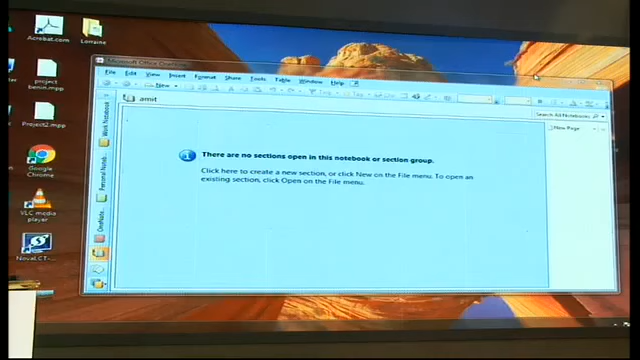 Acrobat.com
Lorraine
project
benin.mpp
Project2.mpp
Google
Chrome
VLC media
player
NovaLCT-
Microsoft Office OneNote
File Edit View Insert Format Share Tools Table Window Help
New
amit
Search All Notebooks
New Page
Work Notebook
Personal Noteb
OneNote
There are no sections open in this notebook or section group.
Click here to create a new section, or click New on the File menu. To open an
existing section, click Open on the File menu.